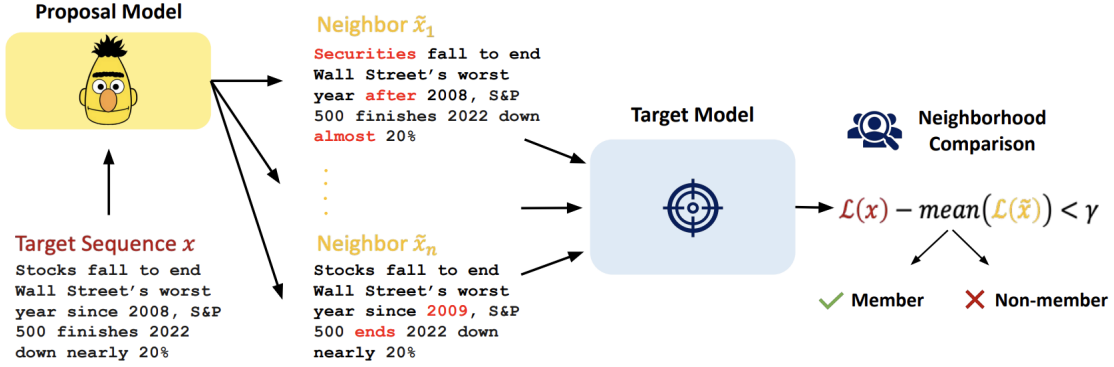 Proposal Model
Target Sequence x
Stocks fall to end
Wall Street's worst
year since 2008, S&P
500 finishes 2022
down nearly 20%
Neighbor x̃₁
Securities fall to end
Wall Street's worst
year after 2008, S&P
500 finishes 2022 down
almost 20%
Neighbor x̃ₙ
Stocks fall to end
Wall Street's worst
year since 2009, S&P
500 ends 2022 down
nearly 20%
Target Model
Neighborhood
Comparison
ℒ(x) − mean(ℒ(x̃)) < γ
Member
Non-member